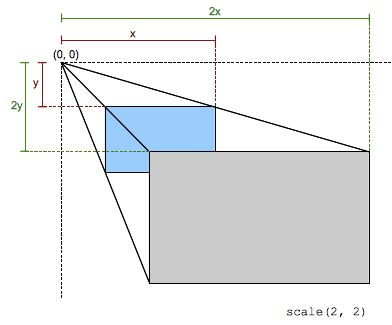 2x
x
(0, 0)
y
2y
scale(2, 2)